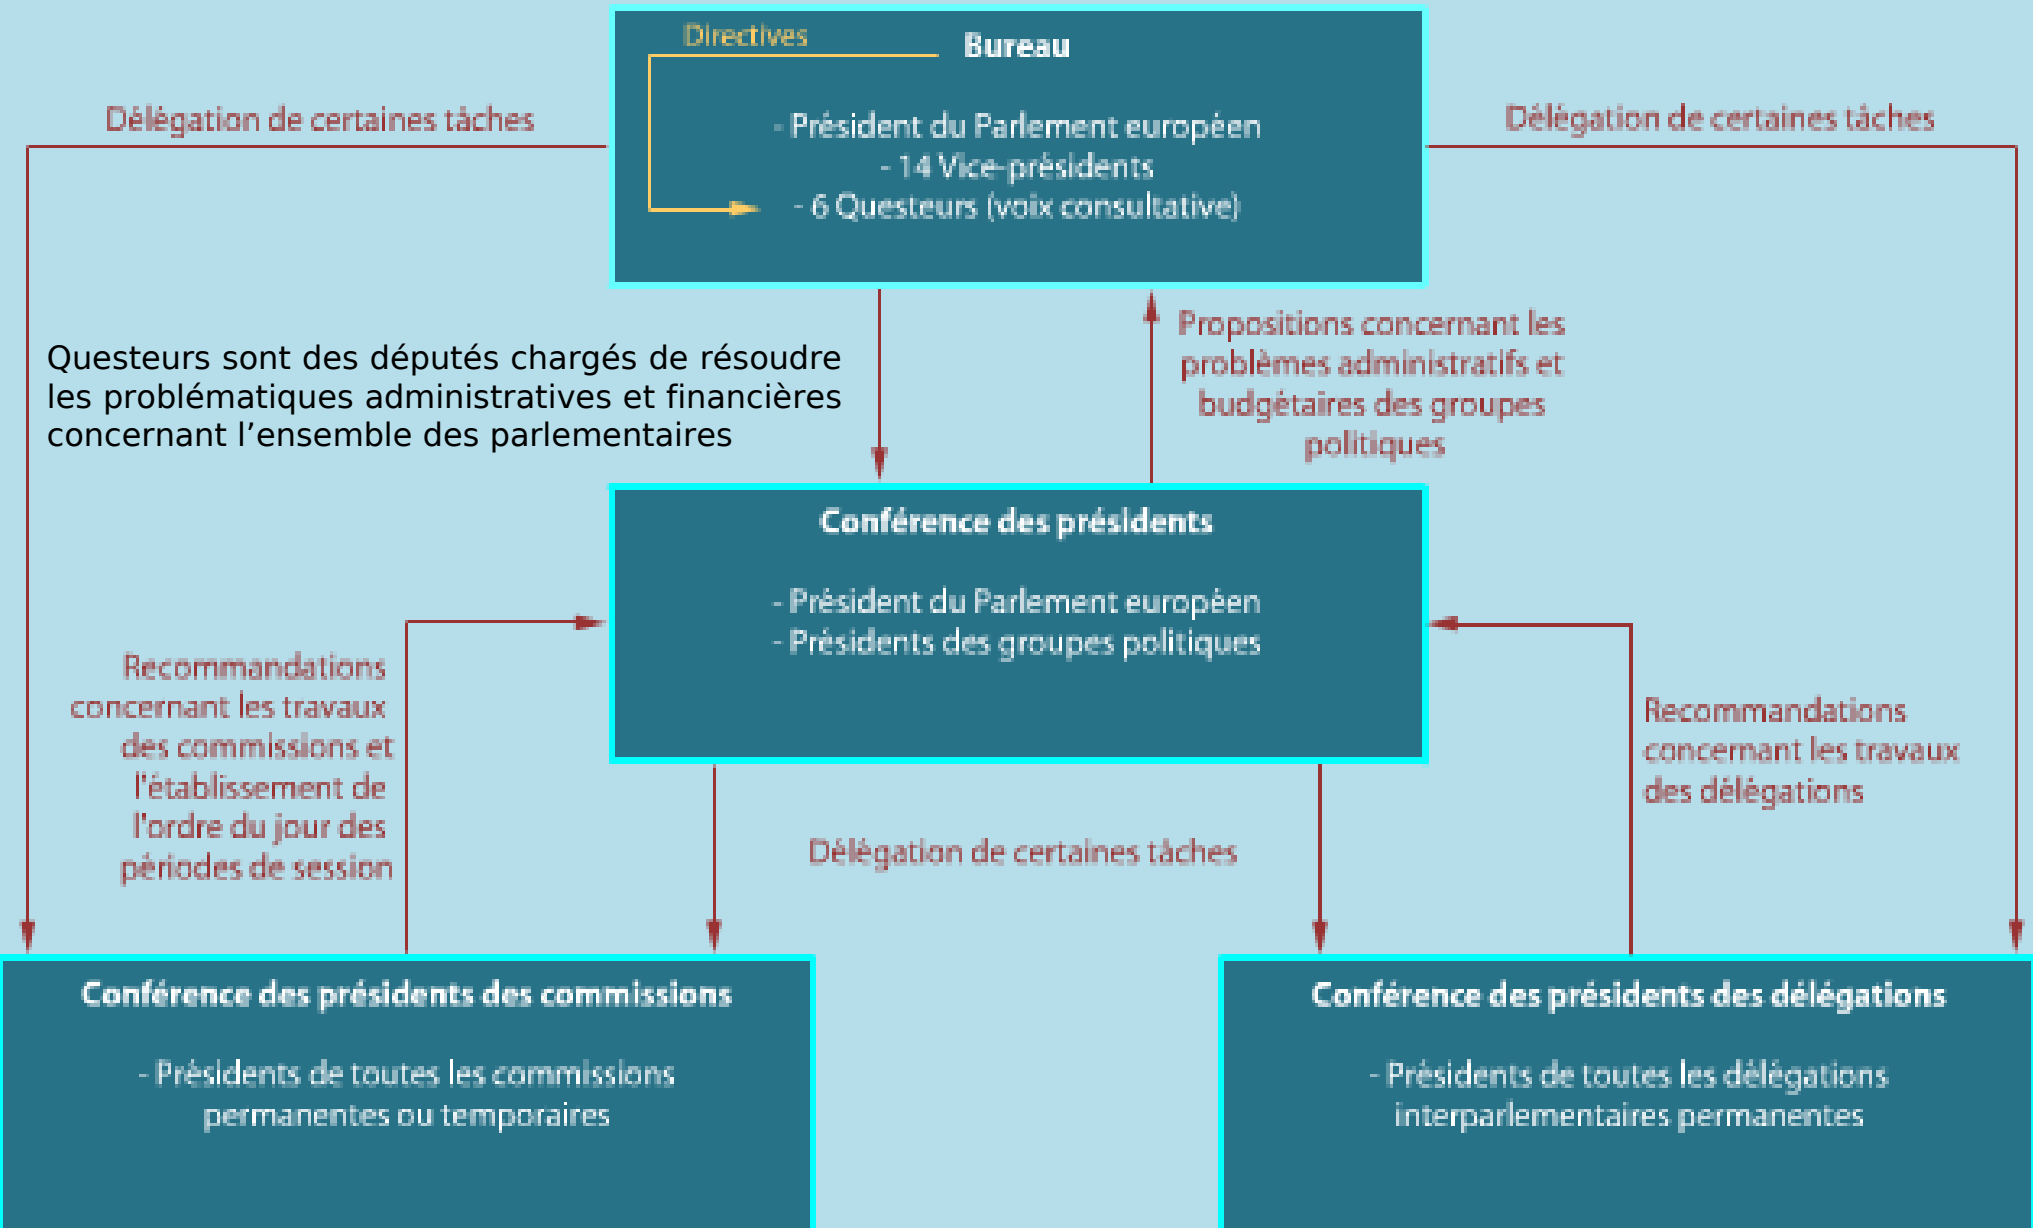 Directives
Bureau
- Président du Parlement européen
- 14 Vice-présidents
- 6 Questeurs (voix consultative)
Délégation de certaines tâches
Délégation de certaines tâches
Questeurs sont des députés chargés de résoudre
les problématiques administratives et financières
concernant l’ensemble des parlementaires
Propositions concernant les
problèmes administratifs et
budgétaires des groupes
politiques
Conférence des présidents
- Président du Parlement européen
- Présidents des groupes politiques
Recommandations
concernant les travaux
des commissions et
l'établissement de
l'ordre du jour des
périodes de session
Recommandations
concernant les travaux
des délégations
Délégation de certaines tâches
Conférence des présidents des commissions
- Présidents de toutes les commissions
permanentes ou temporaires
Conférence des présidents des délégations
- Présidents de toutes les délégations
interparlementaires permanentes